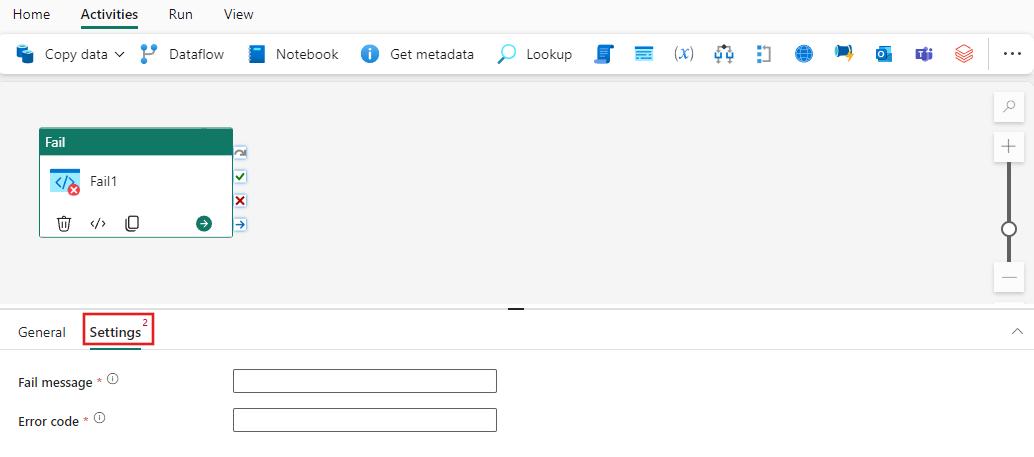 Home Activities Run View
Copy data Dataflow Notebook Get metadata Lookup (x) ...
Fail
</> Fail1
</>
General Settings 2
Fail message *
Error code *